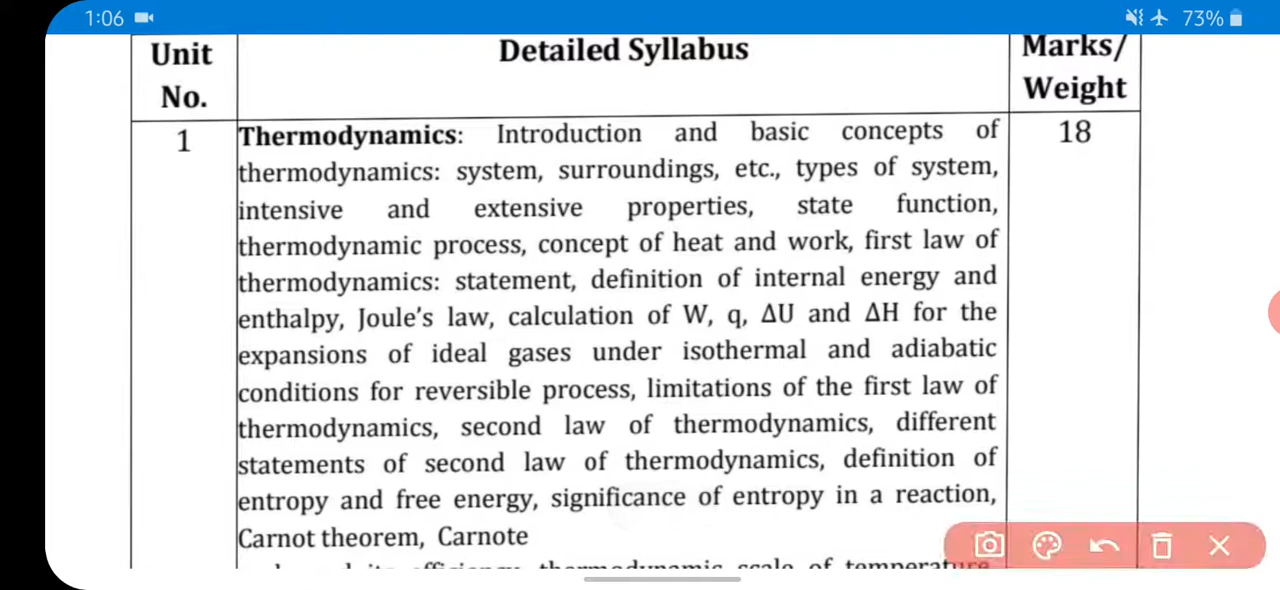 1:06
73%
Unit No.
Detailed Syllabus
Marks/ Weight
1
Thermodynamics: Introduction and basic concepts of
18
thermodynamics: system, surroundings, etc., types of system,
intensive and extensive properties, state function,
thermodynamic process, concept of heat and work, first law of
thermodynamics: statement, definition of internal energy and
enthalpy, Joule's law, calculation of W, q, ΔU and ΔH for the
expansions of ideal gases under isothermal and adiabatic
conditions for reversible process, limitations of the first law of
thermodynamics, second law of thermodynamics, different
statements of second law of thermodynamics, definition of
entropy and free energy, significance of entropy in a reaction,
Carnot theorem, Carnote
thermodynamic scale of temperature,